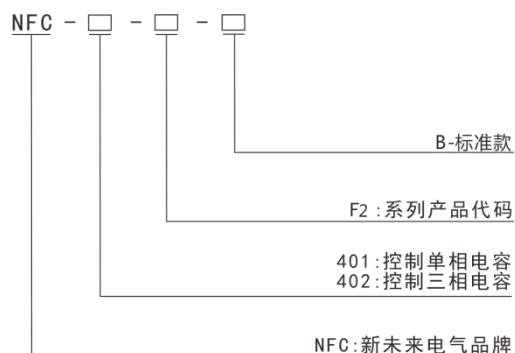 NFC - □ - □ - □
B-标准款
F2 :系列产品代码
401:控制单相电容
402:控制三相电容
NFC:新未来电气品牌